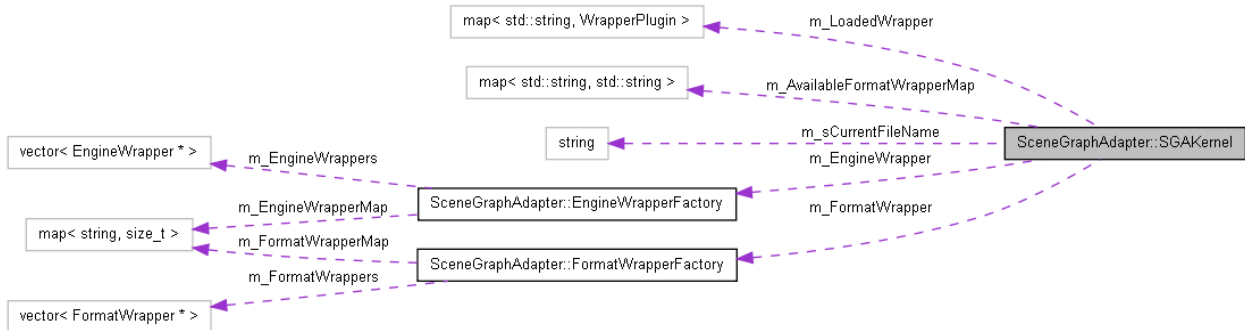 map< std::string, WrapperPlugin >
m_LoadedWrapper
map< std::string, std::string >
m_AvailableFormatWrapperMap
string
m_sCurrentFileName
SceneGraphAdapter::SGAKernel
vector< EngineWrapper * >
m_EngineWrappers
m_EngineWrapper
SceneGraphAdapter::EngineWrapperFactory
m_EngineWrapperMap
m_FormatWrapper
map< string, size_t >
m_FormatWrapperMap
SceneGraphAdapter::FormatWrapperFactory
m_FormatWrappers
vector< FormatWrapper * >